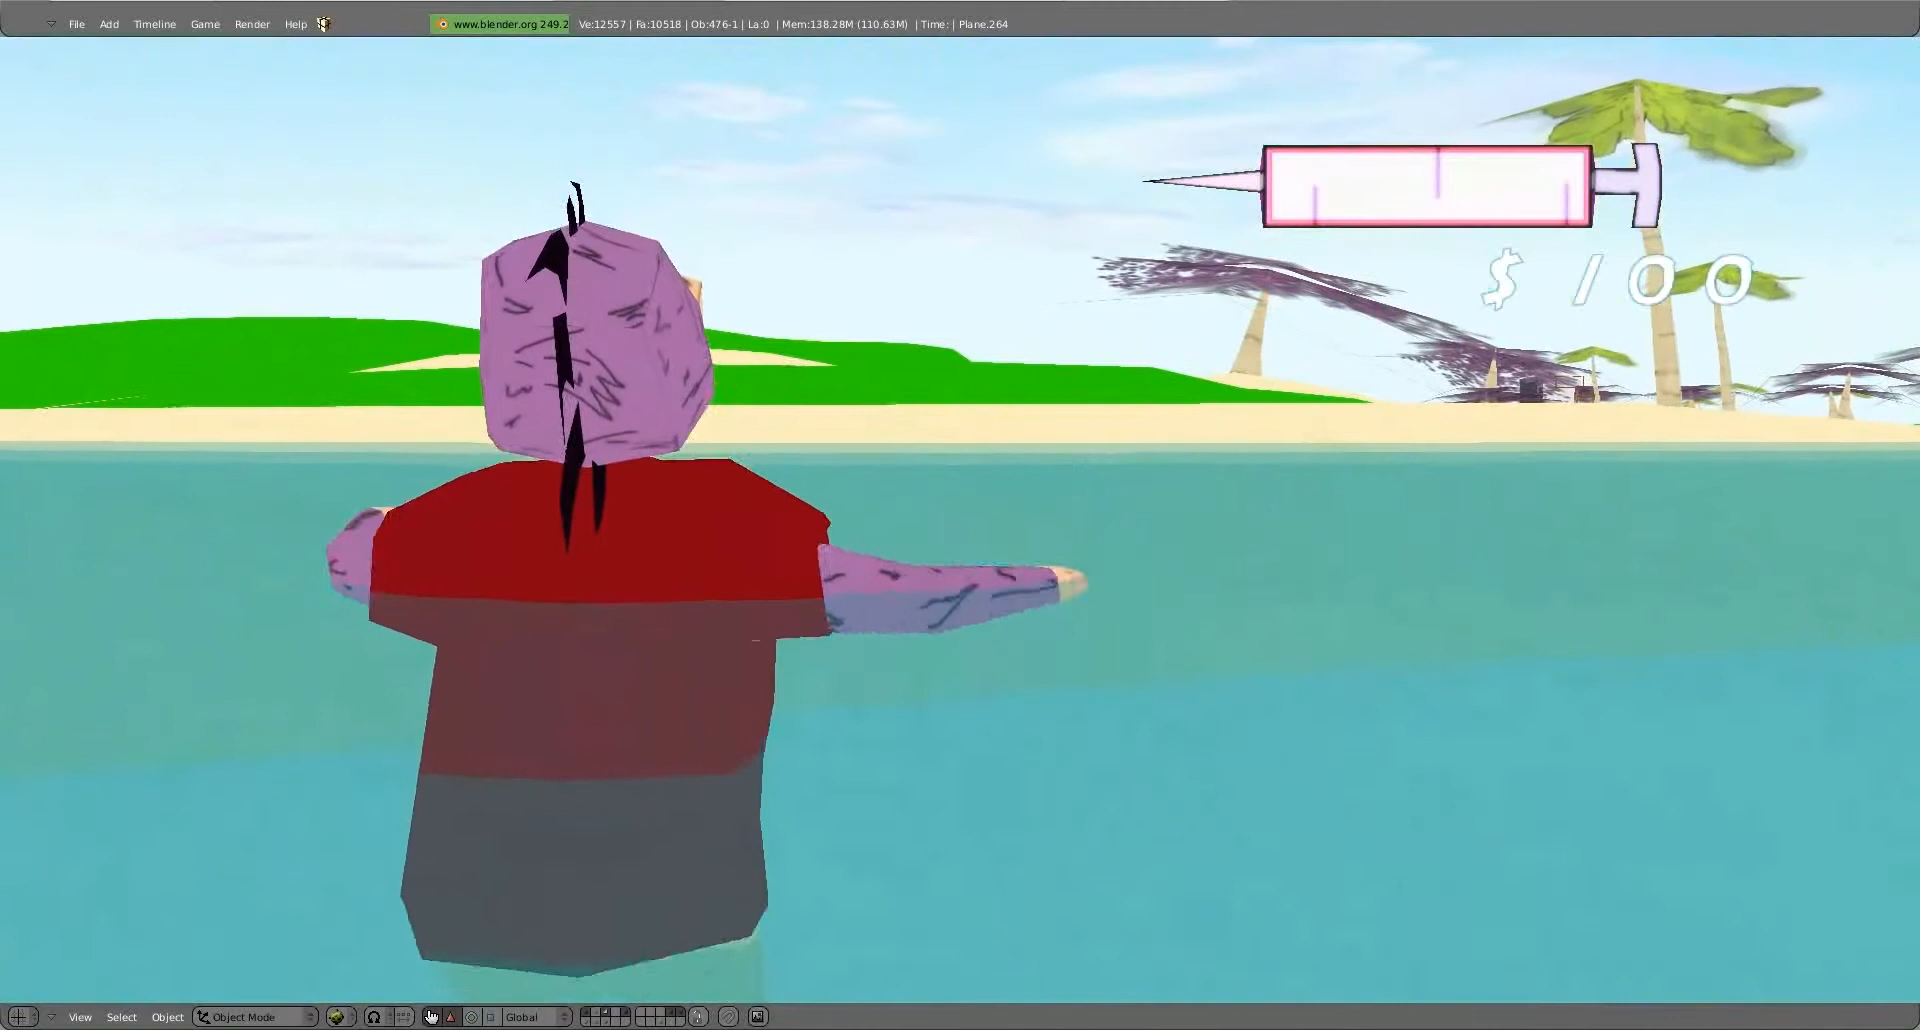 File Add Timeline Game Render Help www.blender.org 249.2 Ve:12557 | Fa:10518 | Ob:476-1 | La:0 | Mem:138.28M (110.63M) | Time: | Plane.264
$ 100
View Select Object Object Mode Global